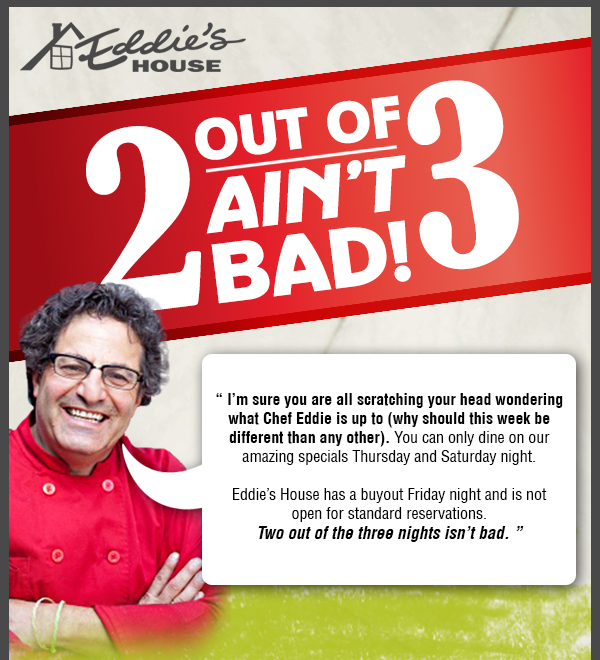 Eddie's
HOUSE
2 OUT OF 3
AIN'T
BAD!
“ I'm sure you are all scratching your head wondering
what Chef Eddie is up to (why should this week be
different than any other). You can only dine on our
amazing specials Thursday and Saturday night.
Eddie's House has a buyout Friday night and is not
open for standard reservations.
Two out of the three nights isn't bad. ”